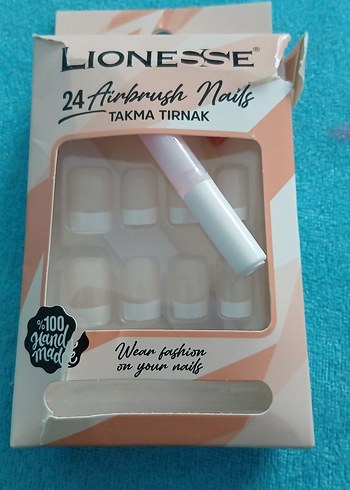 LIONESSE®
24 Airbrush Nails
TAKMA TIRNAK
%100
Hand
made
Wear fashion
on your nails